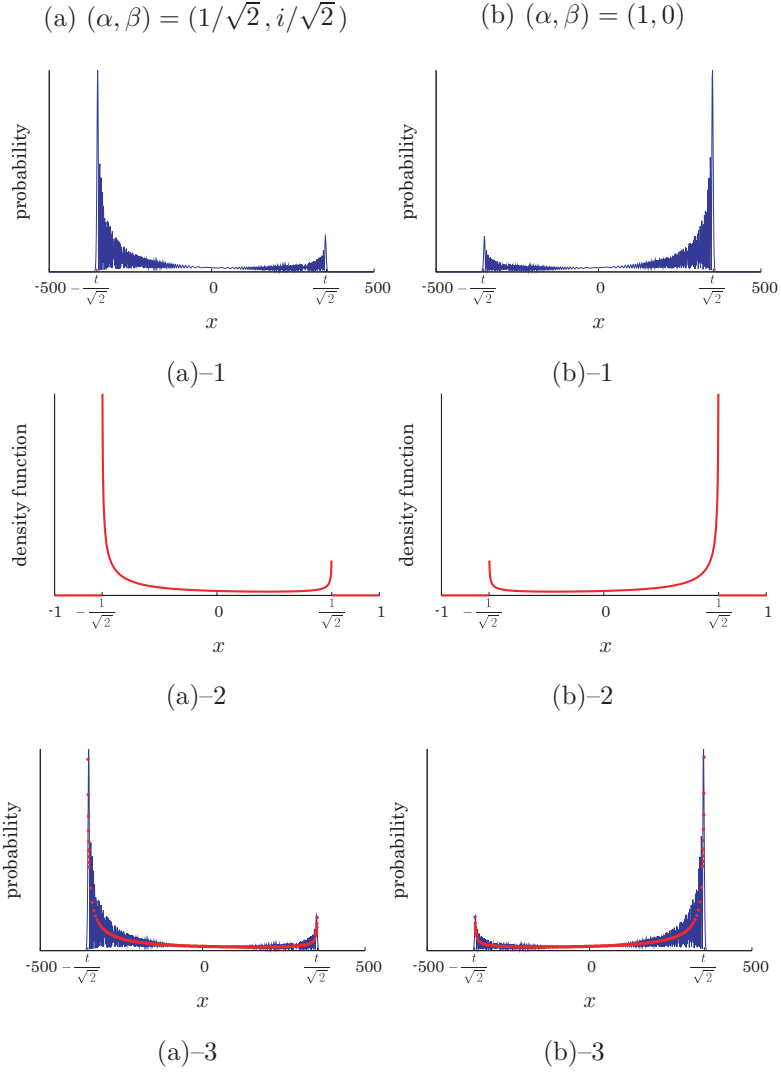 (a) (α, β) = (1/√2, i/√2)
(b) (α, β) = (1, 0)
probability
-500 −t/√2 0 t/√2 500
x
(a)–1
probability
-500 −t/√2 0 t/√2 500
x
(b)–1
density function
-1 −1/√2 0 1/√2 1
x
(a)–2
density function
-1 −1/√2 0 1/√2 1
x
(b)–2
probability
-500 −t/√2 0 t/√2 500
x
(a)–3
probability
-500 −t/√2 0 t/√2 500
x
(b)–3